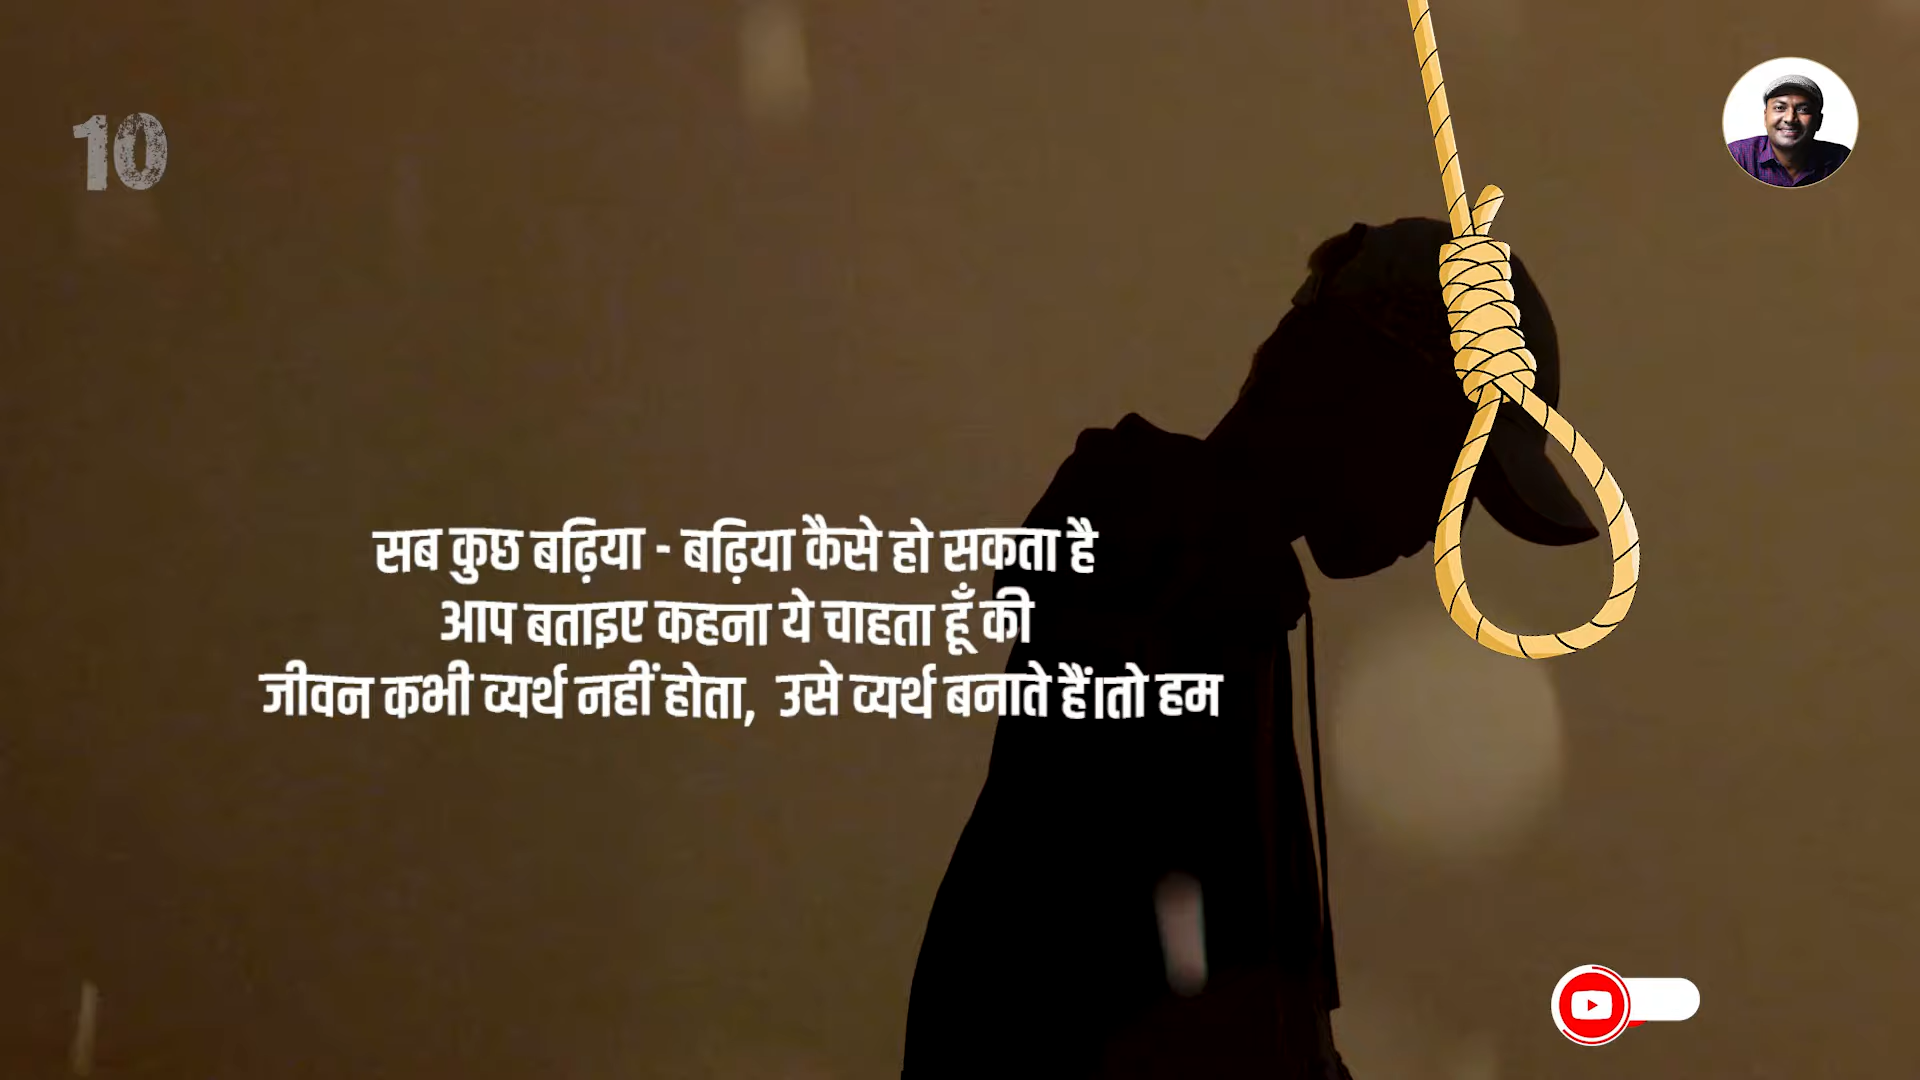 10
सब कुछ बढ़िया - बढ़िया कैसे हो सकता है
आप बताइए कहना ये चाहता हूँ की
जीवन कभी व्यर्थ नहीं होता, उसे व्यर्थ बनाते हैं।तो हम